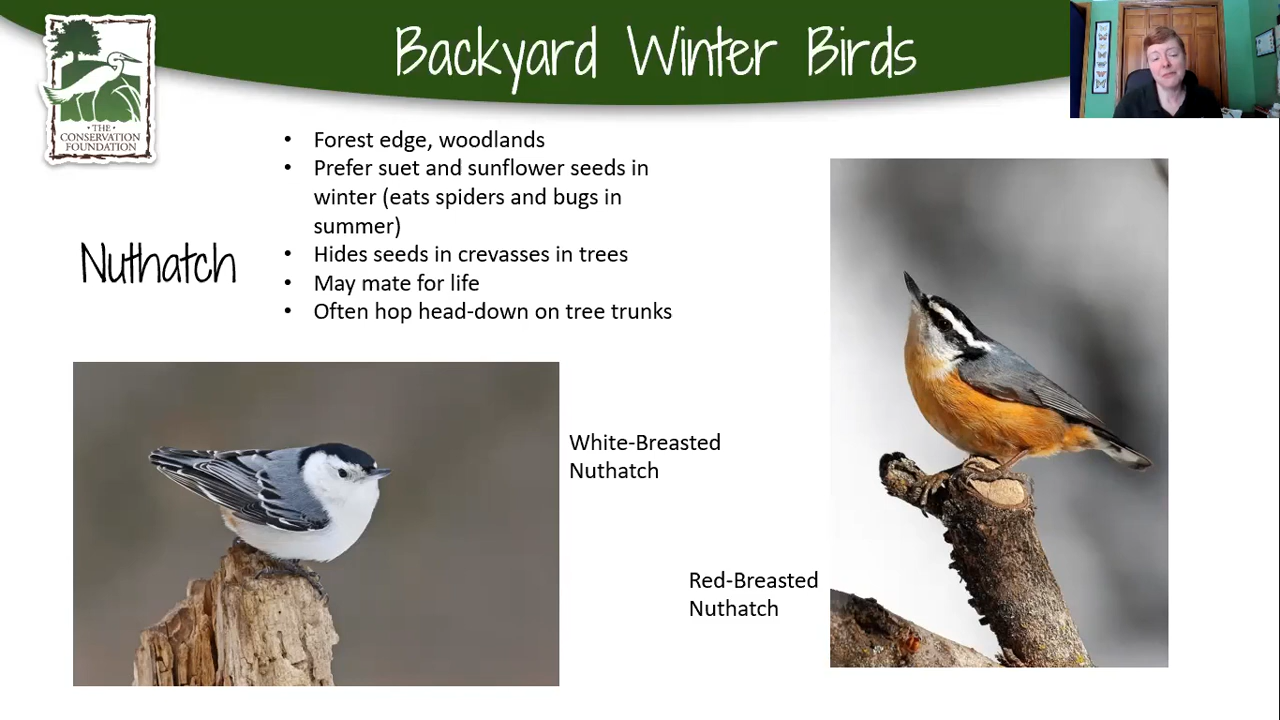 Backyard Winter Birds
· THE ·
CONSERVATION
FOUNDATION
Nuthatch
• Forest edge, woodlands
• Prefer suet and sunflower seeds in
winter (eats spiders and bugs in
summer)
• Hides seeds in crevasses in trees
• May mate for life
• Often hop head-down on tree trunks
White-Breasted
Nuthatch
Red-Breasted
Nuthatch